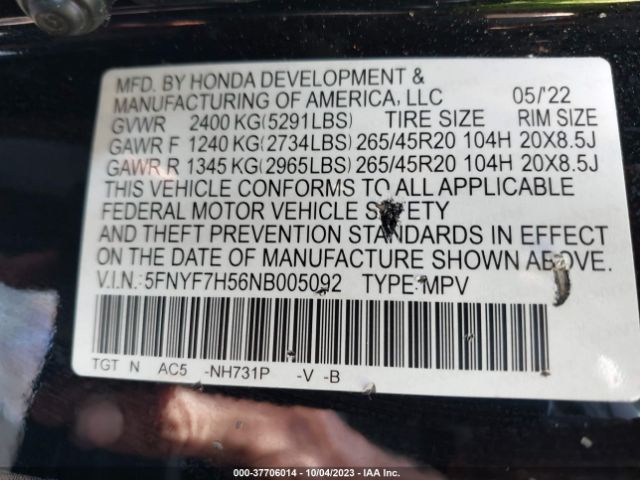 MFD. BY HONDA DEVELOPMENT &
MANUFACTURING OF AMERICA, LLC 05/'22
GVWR 2400 KG(5291LBS) TIRE SIZE RIM SIZE
GAWR F 1240 KG(2734LBS) 265/45R20 104H 20X8.5J
GAWR R 1345 KG(2965LBS) 265/45R20 104H 20X8.5J
THIS VEHICLE CONFORMS TO ALL APPLICABLE
FEDERAL MOTOR VEHICLE SAFETY
AND THEFT PREVENTION STANDARDS IN EFFECT
ON THE DATE OF MANUFACTURE SHOWN ABOVE.
V.I.N.: 5FNYF7H56NB005092 TYPE: MPV
TGT N AC5 -NH731P -V -B
000-37706014 | 10/04/2023 | IAA Inc.